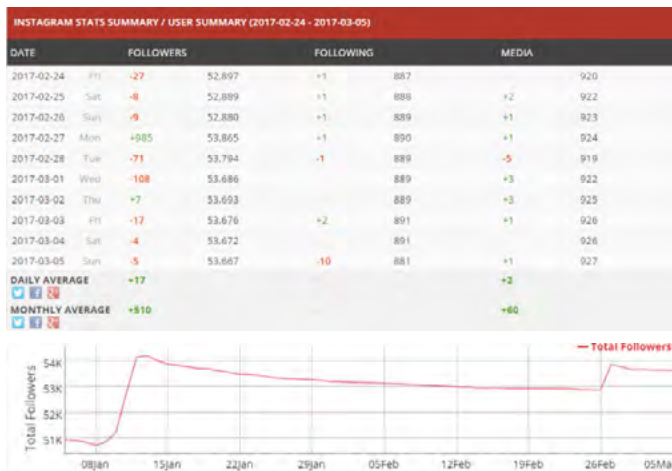 INSTAGRAM STATS SUMMARY / USER SUMMARY (2017-02-24 - 2017-03-05)
DATE FOLLOWERS FOLLOWING MEDIA
2017-02-24 Fri -27 52,897 +1 887 920
2017-02-25 Sat -8 52,889 +1 888 +2 922
2017-02-26 Sun -9 52,880 +1 889 +1 923
2017-02-27 Mon +985 53,865 +1 890 +1 924
2017-02-28 Tue -71 53,794 -1 889 -5 919
2017-03-01 Wed -108 53,686 889 +3 922
2017-03-02 Thu +7 53,693 889 +3 925
2017-03-03 Fri -17 53,676 +2 891 +1 926
2017-03-04 Sat -4 53,672 891 926
2017-03-05 Sun -5 53,667 -10 881 +1 927
DAILY AVERAGE +17 +2
MONTHLY AVERAGE +510 +60
Total Followers
Total Followers
54K
53K
52K
51K
08Jan 15Jan 22Jan 29Jan 05Feb 12Feb 19Feb 26Feb 05Ma